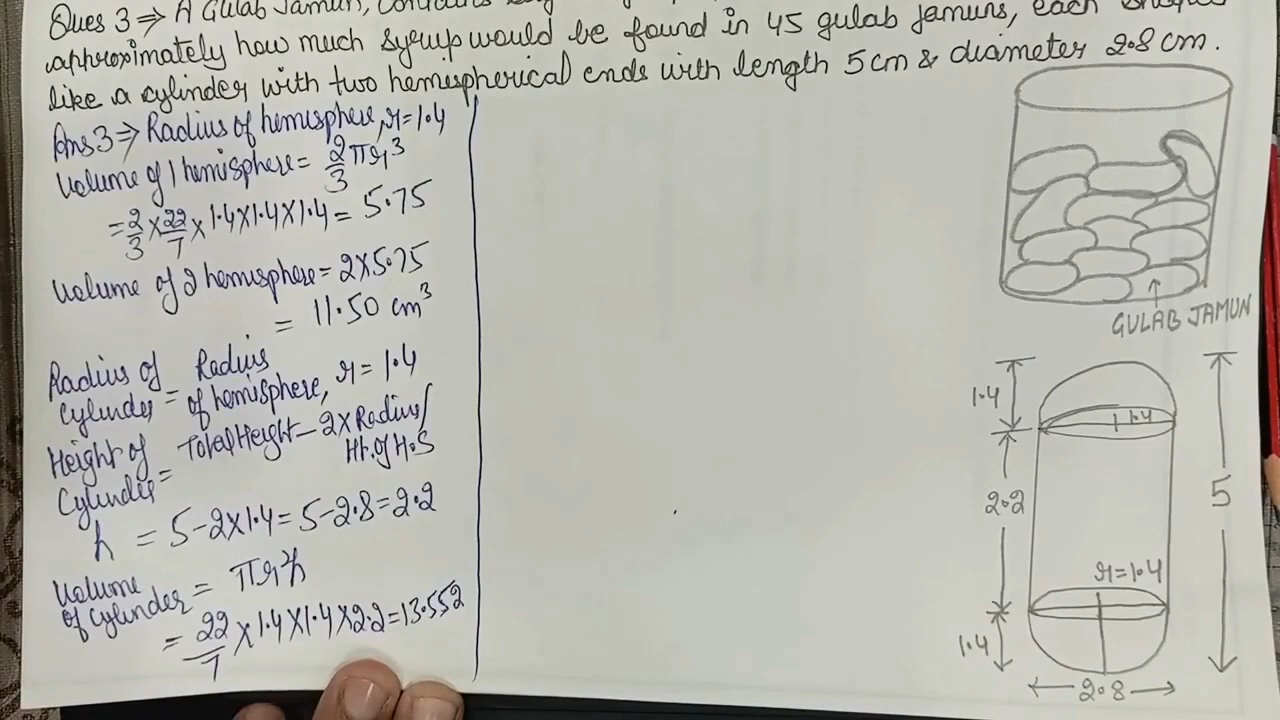 Ques 3 ⇒ A Gulab Jamun, contains
approximately how much syrup would be found in 45 gulab jamuns, each shaped
like a cylinder with two hemispherical ends with length 5 cm & diameter 2.8 cm.
Ans 3 ⇒ Radius of hemisphere, r = 1.4
Volume of 1 hemisphere = 2/3 πr³
= 2/3 × 22/7 × 1.4 × 1.4 × 1.4 = 5.75
Volume of 2 hemisphere = 2 × 5.75
= 11.50 cm³
Radius of cylinder = Radius of hemisphere, r = 1.4
Height of Cylinder = Total Height - 2 × Radius/ Ht. of H.S
h = 5 - 2 × 1.4 = 5 - 2.8 = 2.2
Volume of cylinder = πr²h
= 22/7 × 1.4 × 1.4 × 2.2 = 13.552
GULAB JAMUN
1.4
1.4
2.2
5
r = 1.4
1.4
2.8